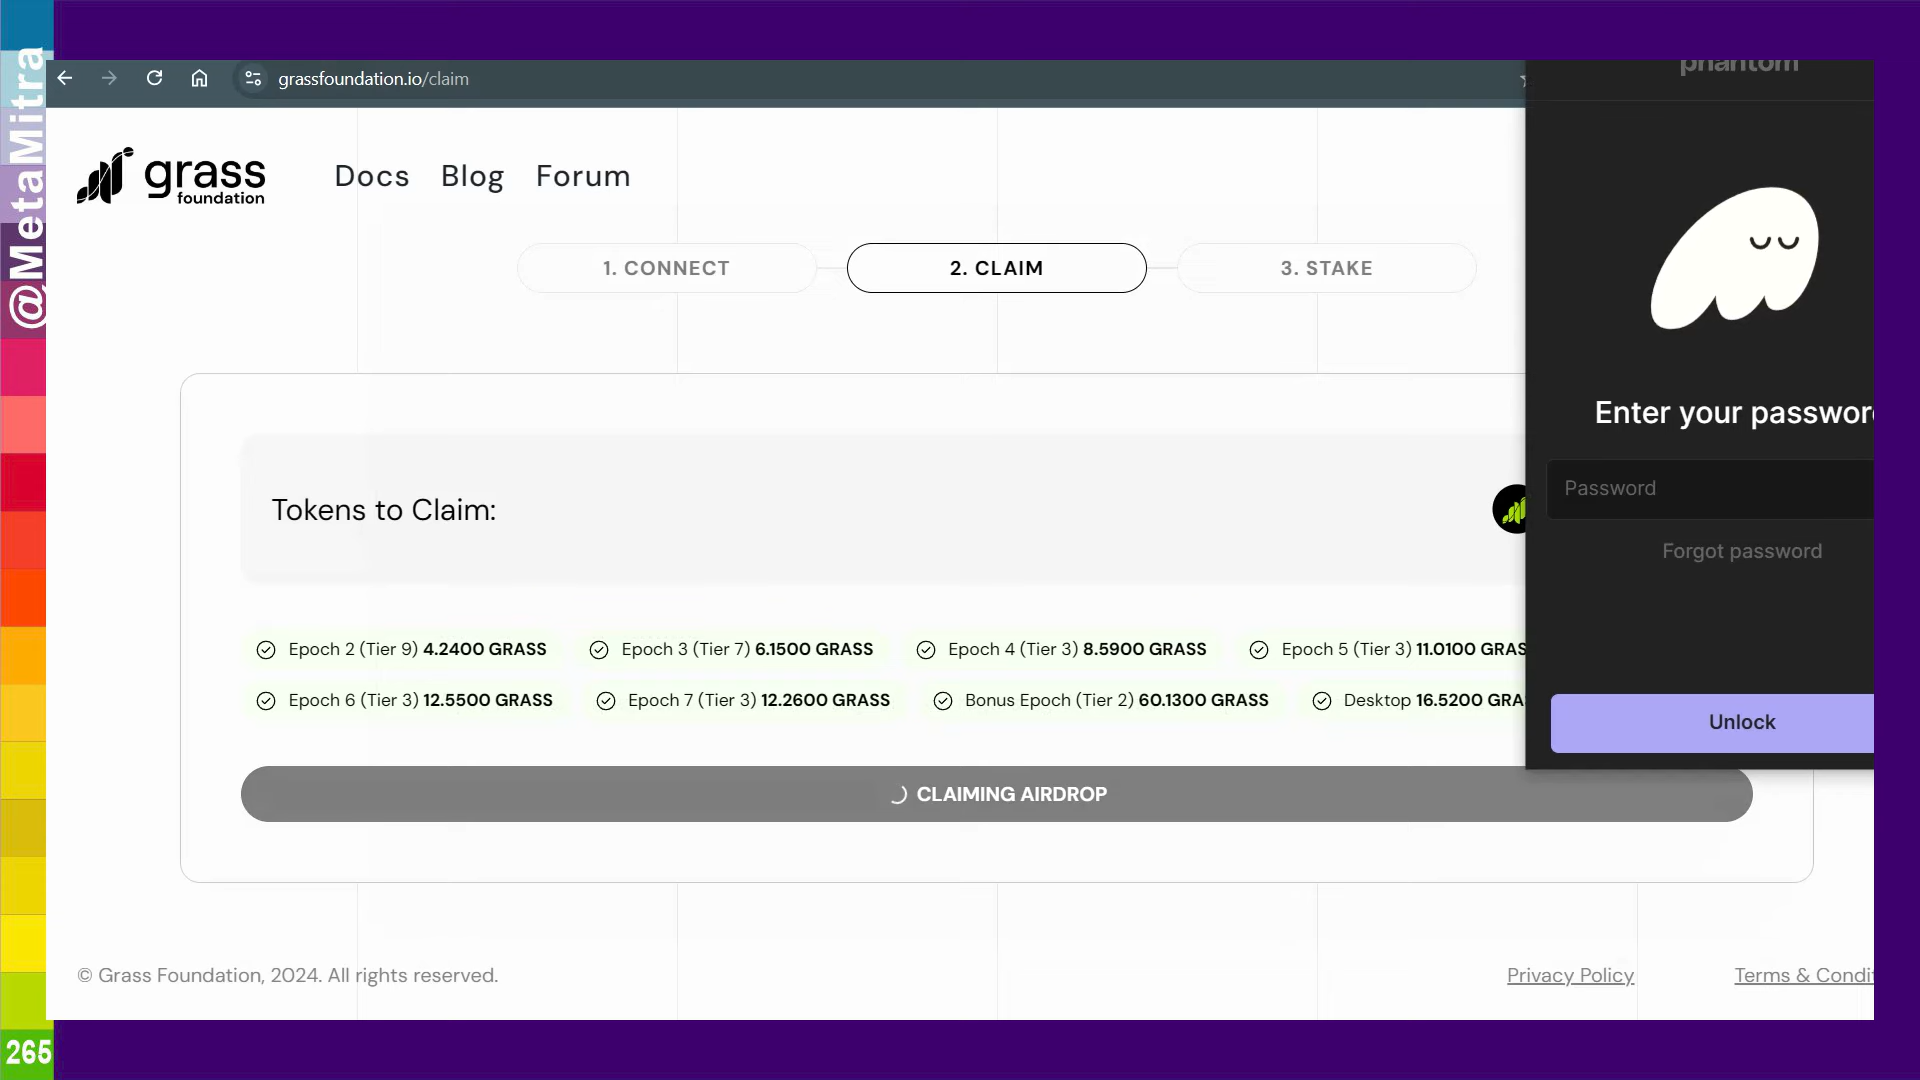 @MetaMitra
grassfoundation.io/claim
phantom
grass
foundation
Docs Blog Forum
1. CONNECT
2. CLAIM
3. STAKE
Enter your password
Password
Forgot password
Unlock
Tokens to Claim:
Epoch 2 (Tier 9) 4.2400 GRASS
Epoch 3 (Tier 7) 6.1500 GRASS
Epoch 4 (Tier 3) 8.5900 GRASS
Epoch 5 (Tier 3) 11.0100 GRAS
Epoch 6 (Tier 3) 12.5500 GRASS
Epoch 7 (Tier 3) 12.2600 GRASS
Bonus Epoch (Tier 2) 60.1300 GRASS
Desktop 16.5200 GRA
CLAIMING AIRDROP
© Grass Foundation, 2024. All rights reserved.
Privacy Policy
Terms & Condit
265